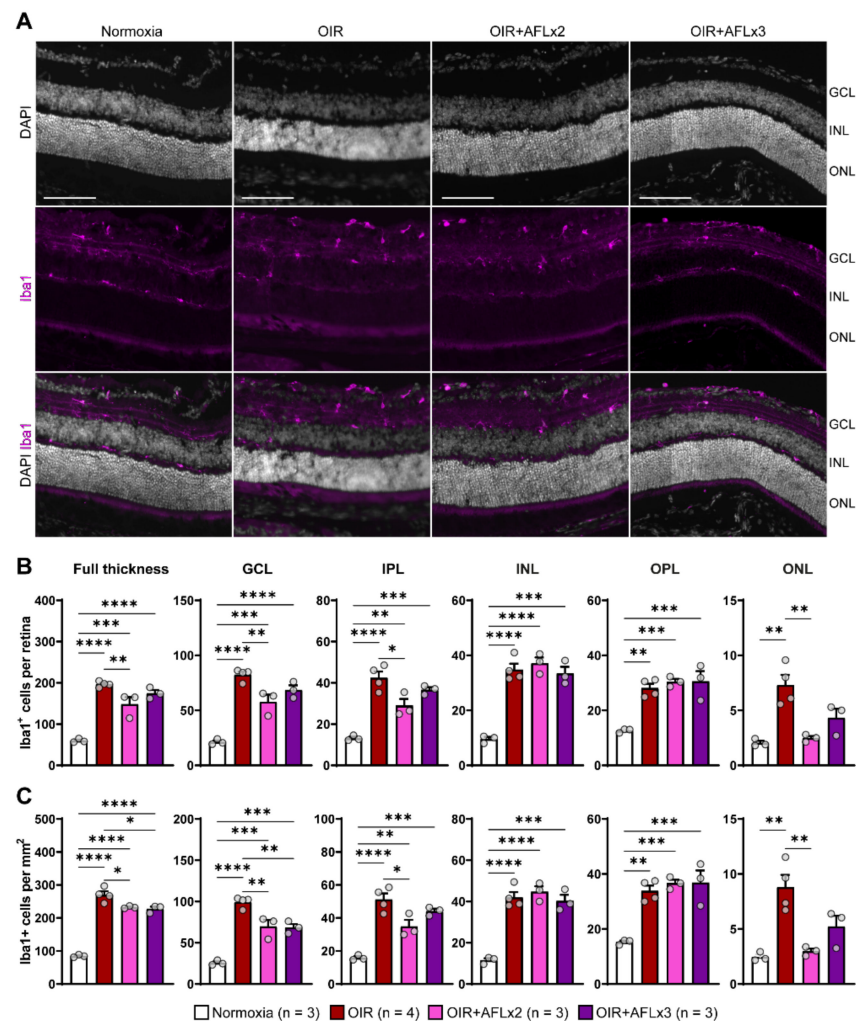 A
Normoxia OIR OIR+AFLx2 OIR+AFLx3
DAPI
GCL
INL
ONL
Iba1
GCL
INL
ONL
DAPI Iba1
GCL
INL
ONL
B
Full thickness GCL IPL INL OPL ONL
Iba1⁺ cells per retina
400 300 200 100 0
**** *** **** **
150 100 50 0
**** *** **** **
80 60 40 20 0
*** ** **** *
60 40 20 0
*** **** ****
60 40 20 0
*** *** **
15 10 5 0
** **
C
Iba1+ cells per mm²
500 400 300 200 100 0
**** * **** **** *
200 150 100 50 0
*** *** **** ** **
100 80 60 40 20 0
*** ** **** *
80 60 40 20 0
*** **** ****
80 60 40 20 0
*** *** **
15 10 5 0
** **
Normoxia (n = 3) OIR (n = 4) OIR+AFLx2 (n = 3) OIR+AFLx3 (n = 3)